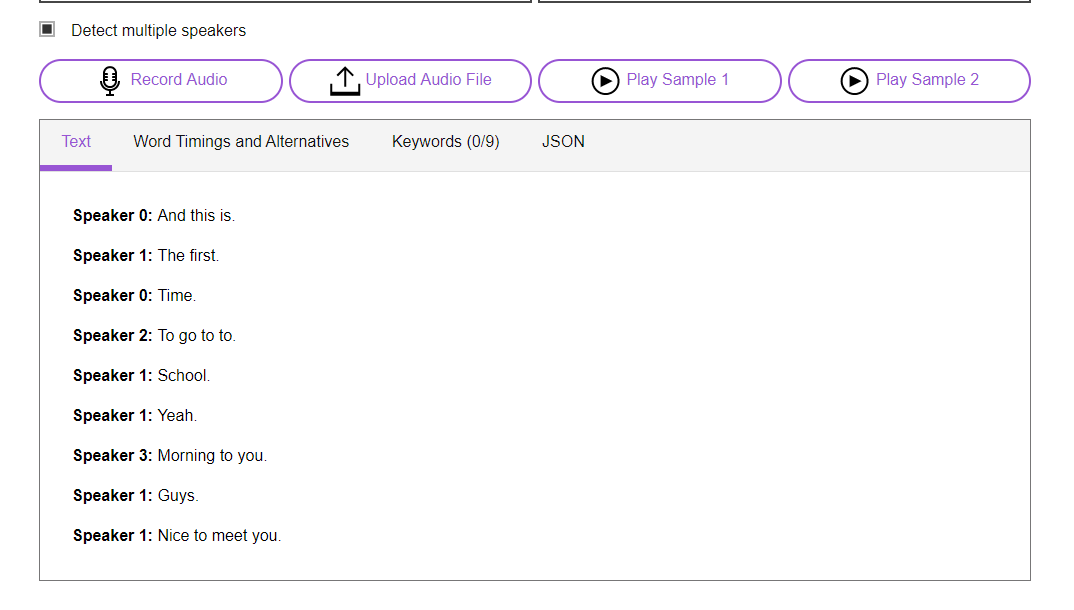 Detect multiple speakers
Record Audio Upload Audio File Play Sample 1 Play Sample 2
Text Word Timings and Alternatives Keywords (0/9) JSON
Speaker 0: And this is.
Speaker 1: The first.
Speaker 0: Time.
Speaker 2: To go to to.
Speaker 1: School.
Speaker 1: Yeah.
Speaker 3: Morning to you.
Speaker 1: Guys.
Speaker 1: Nice to meet you.